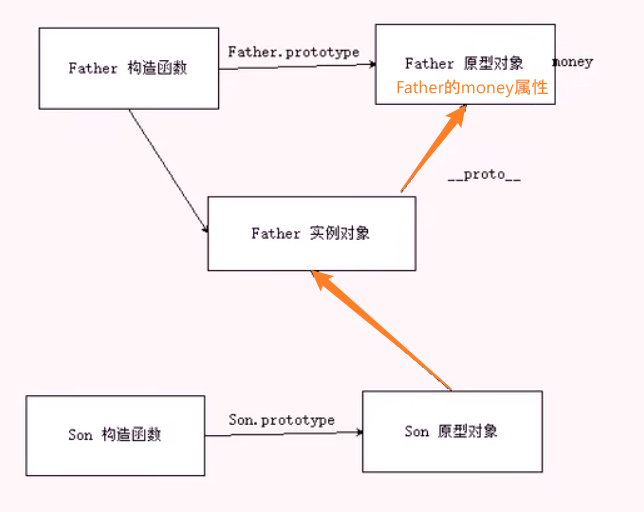 Father 构造函数
Father.prototype
Father 原型对象
money
Father的money属性
__proto__
Father 实例对象
Son 构造函数
Son.prototype
Son 原型对象